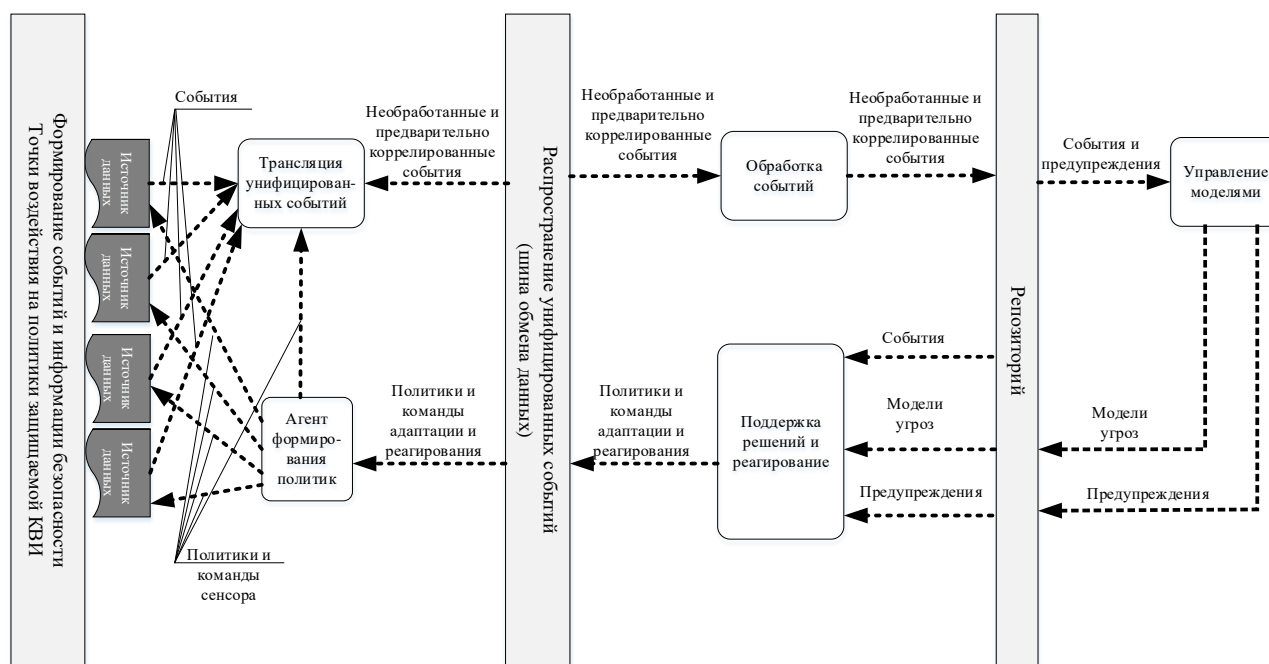 Формирование событий и информации безопасности
Точки воздействия на политики защищаемой КВИ
События
Источник
данных
Источник
данных
Источник
данных
Источник
данных
Трансляция
унифицирован-
ных событий
Агент
формиро-
вания
политик
Политики и
команды
сенсора
Необработанные и
предварительно
коррелированные
события
Политики и
команды
адаптации и
реагирования
Распространение унифицированных событий
(шина обмена данных)
Необработанные и
предварительно
коррелированные
события
Обработка
событий
Необработанные и
предварительно
коррелированные
события
Политики и
команды
адаптации и
реагирования
Поддержка
решений и
реагирование
События
Модели
угроз
Предупреждения
Репозиторий
События и
предупреждения
Управление
моделями
Модели
угроз
Предупреждения